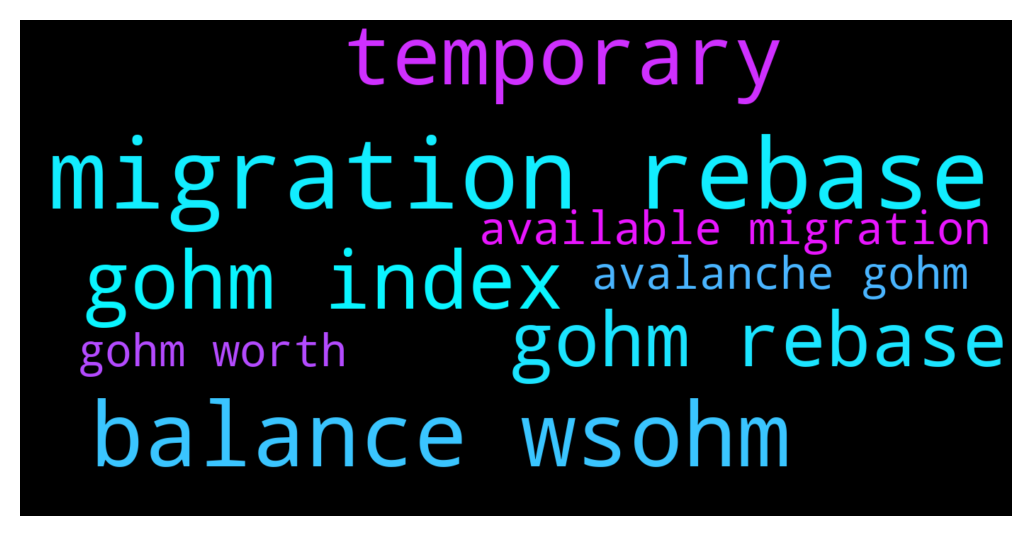 temporary
migration rebase
available migration
gohm index
avalanche gohm
gohm rebase
gohm worth
balance wsohm